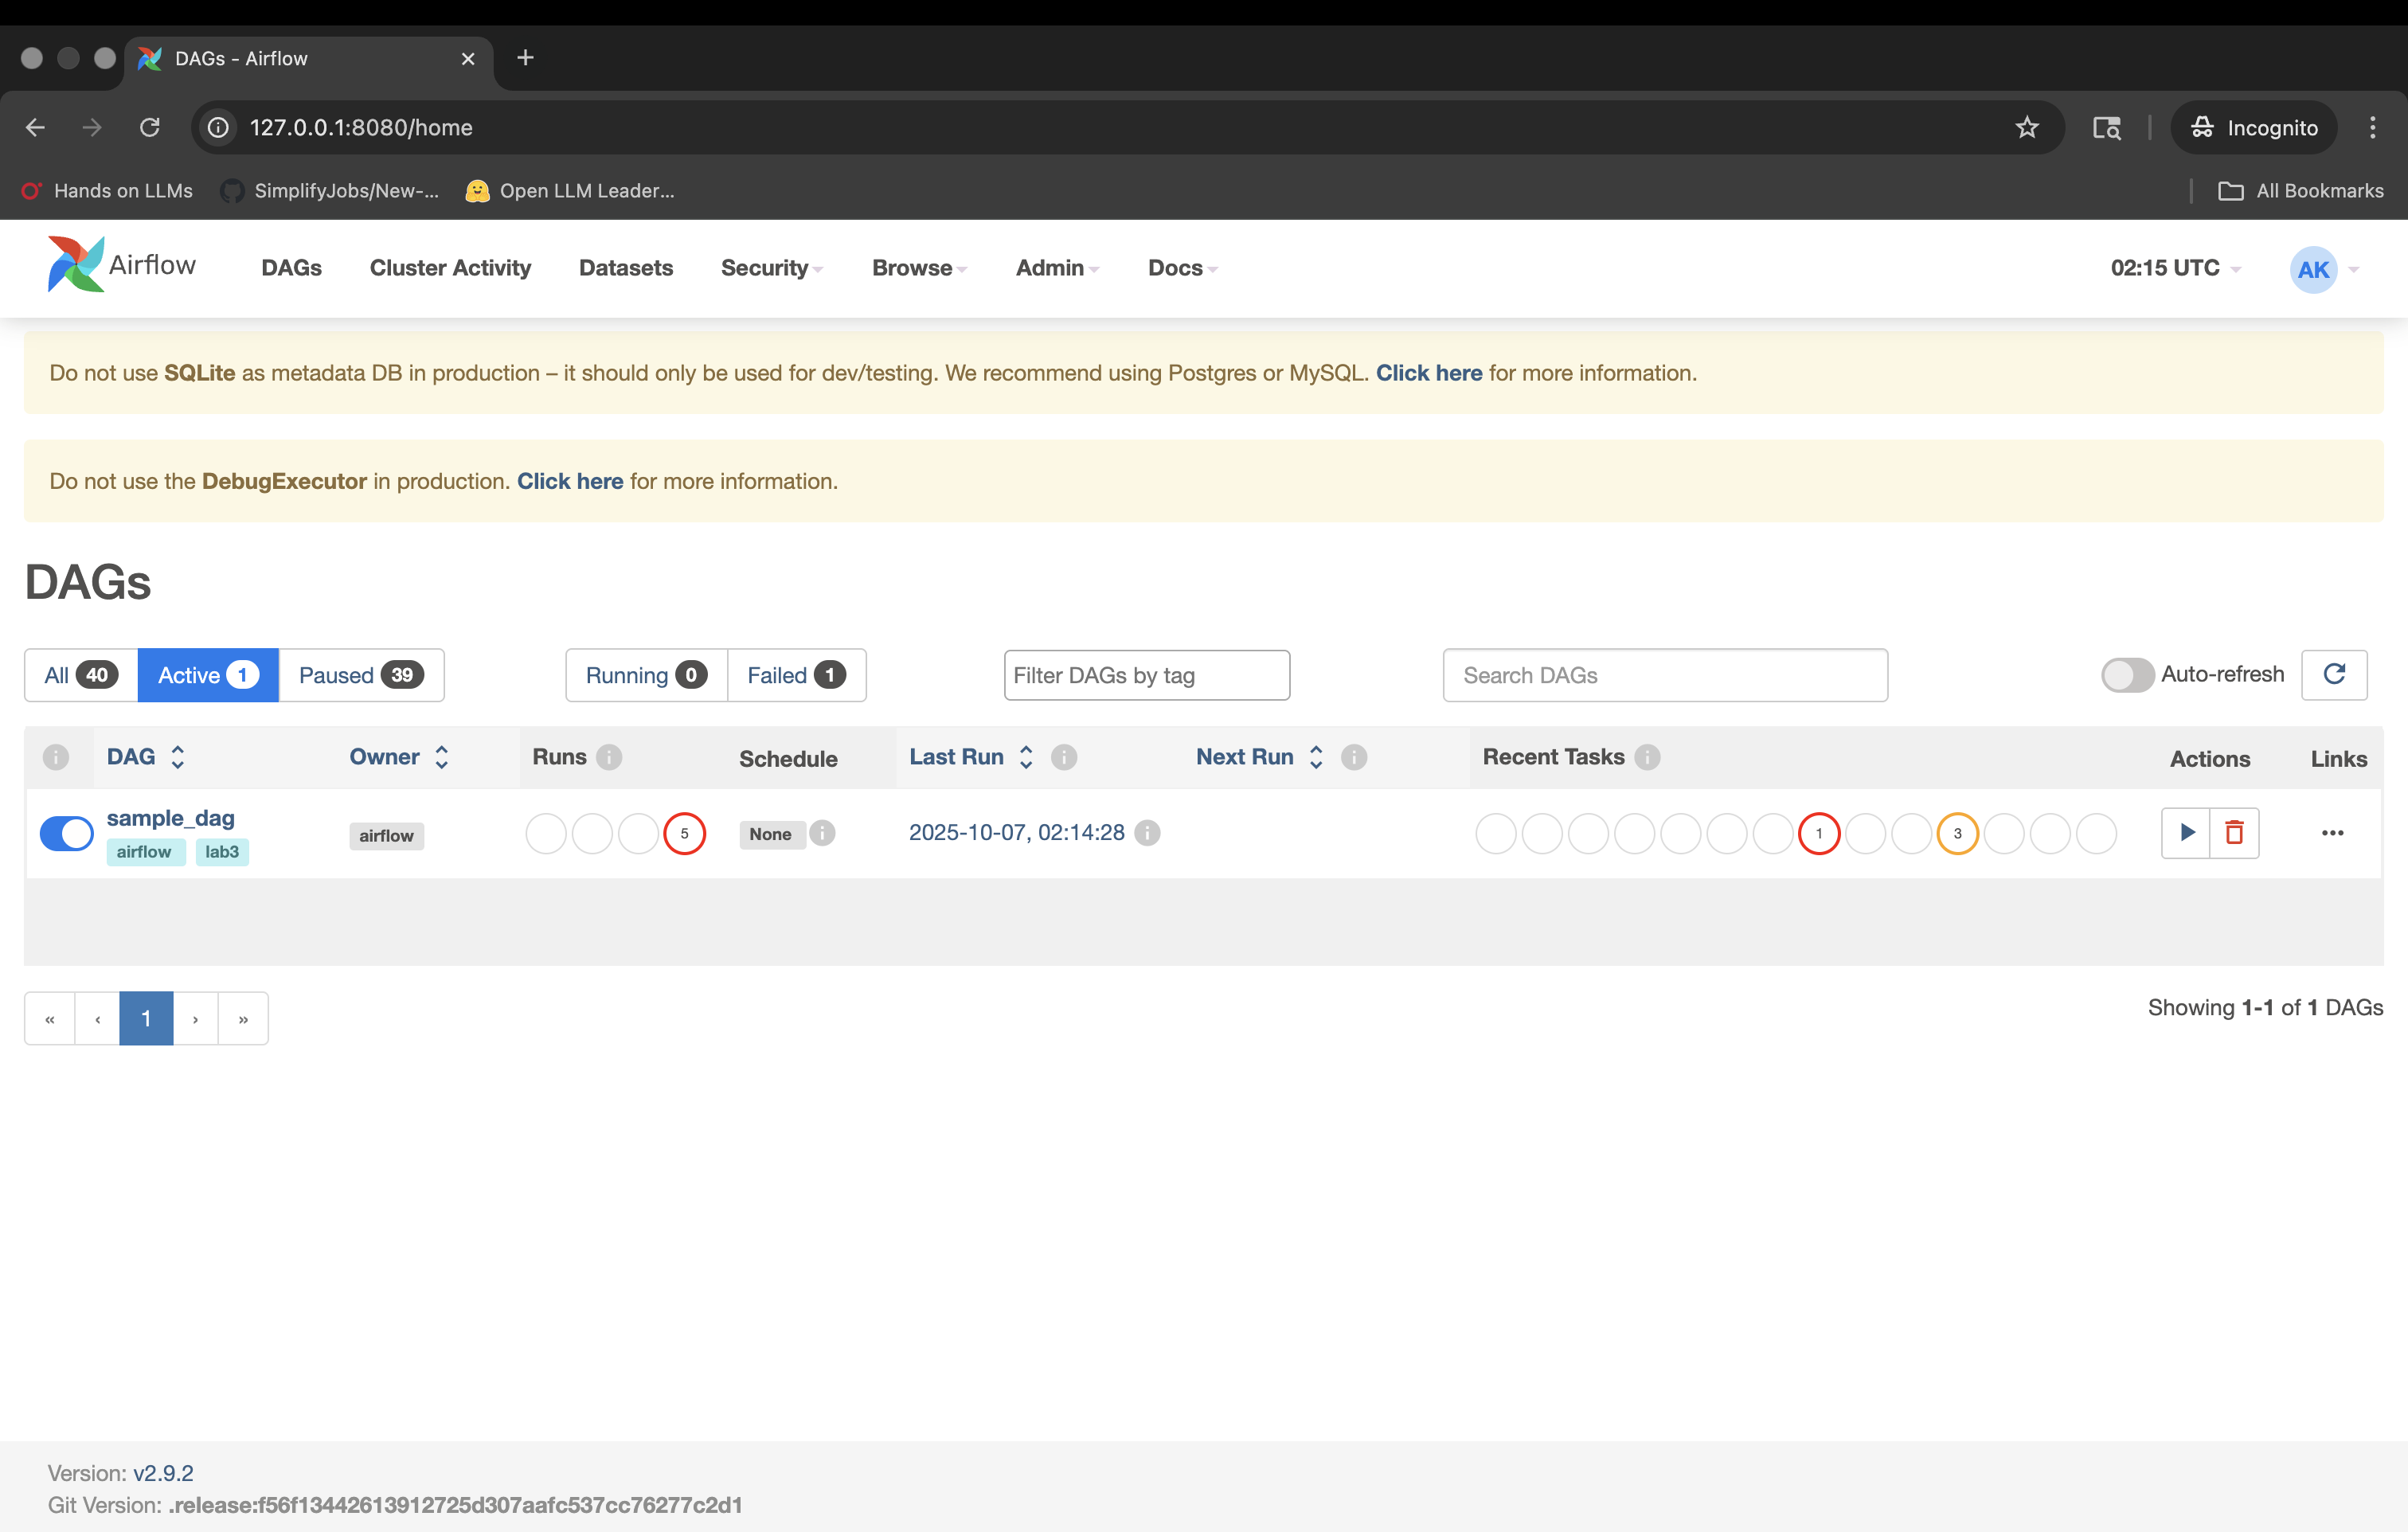 DAGs - Airflow
127.0.0.1:8080/home
Incognito
Hands on LLMs SimplifyJobs/New-... Open LLM Leader... All Bookmarks
Airflow DAGs Cluster Activity Datasets Security Browse Admin Docs 02:15 UTC AK
Do not use SQLite as metadata DB in production – it should only be used for dev/testing. We recommend using Postgres or MySQL. Click here for more information.
Do not use the DebugExecutor in production. Click here for more information.
DAGs
All 40 Active 1 Paused 39 Running 0 Failed 1 Filter DAGs by tag Search DAGs Auto-refresh
DAG Owner Runs Schedule Last Run Next Run Recent Tasks Actions Links
sample_dag airflow 5 None 2025-10-07, 02:14:28 1 3
airflow lab3
« ‹ 1 › »
Showing 1-1 of 1 DAGs
Version: v2.9.2
Git Version: .release:f56f13442613912725d307aafc537cc76277c2d1